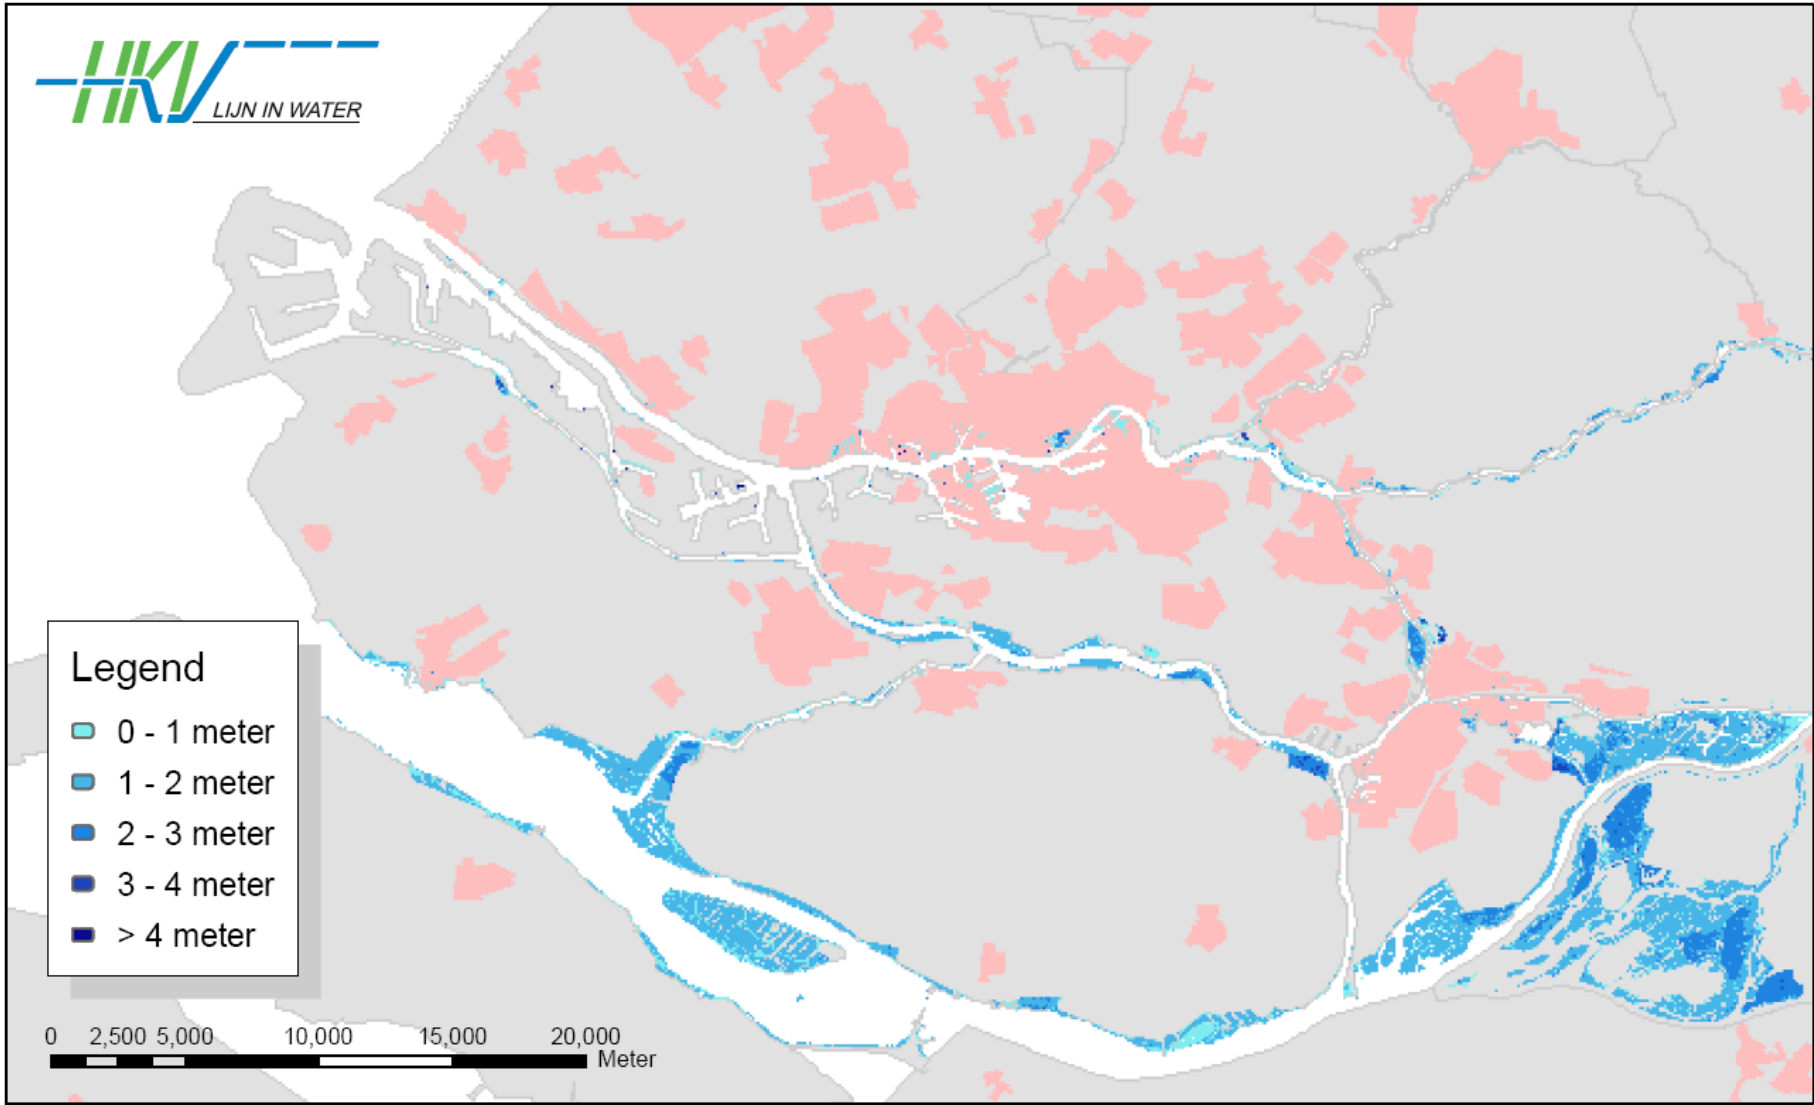 HKV
LIJN IN WATER
Legend
0 - 1 meter
1 - 2 meter
2 - 3 meter
3 - 4 meter
> 4 meter
0 2,500 5,000 10,000 15,000 20,000
Meter